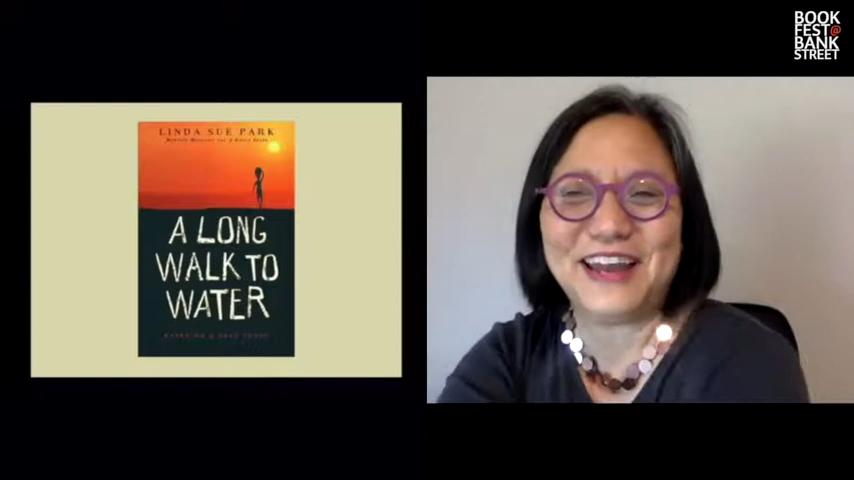 BOOK
FEST@
BANK
STREET
LINDA SUE PARK
A LONG
WALK TO
WATER